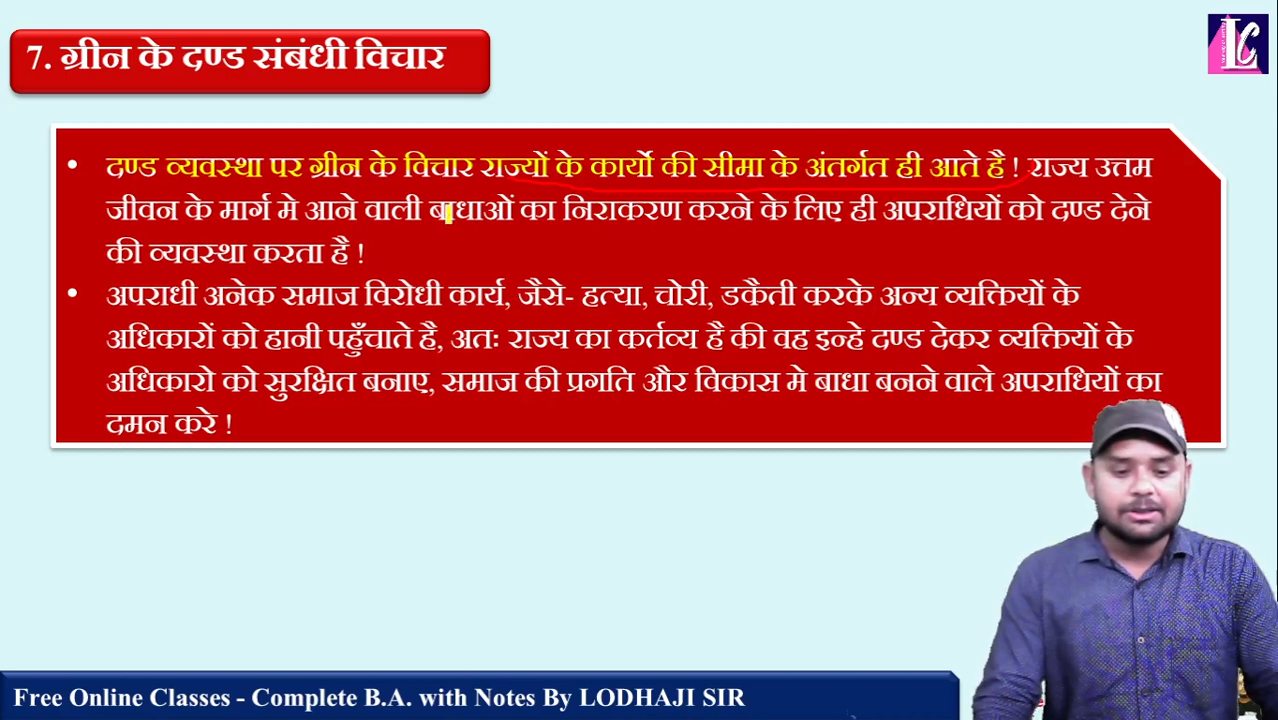 7. ग्रीन के दण्ड संबंधी विचार
LC
• दण्ड व्यवस्था पर ग्रीन के विचार राज्यों के कार्यो की सीमा के अंतर्गत ही आते है ! राज्य उत्तम
जीवन के मार्ग मे आने वाली बाधाओं का निराकरण करने के लिए ही अपराधियों को दण्ड देने
की व्यवस्था करता है !
• अपराधी अनेक समाज विरोधी कार्य, जैसे- हत्या, चोरी, डकैती करके अन्य व्यक्तियों के
अधिकारों को हानी पहुँचाते है, अतः राज्य का कर्तव्य है की वह इन्हे दण्ड देकर व्यक्तियों के
अधिकारो को सुरक्षित बनाए, समाज की प्रगति और विकास मे बाधा बनने वाले अपराधियों का
दमन करे !
Free Online Classes - Complete B.A. with Notes By LODHAJI SIR